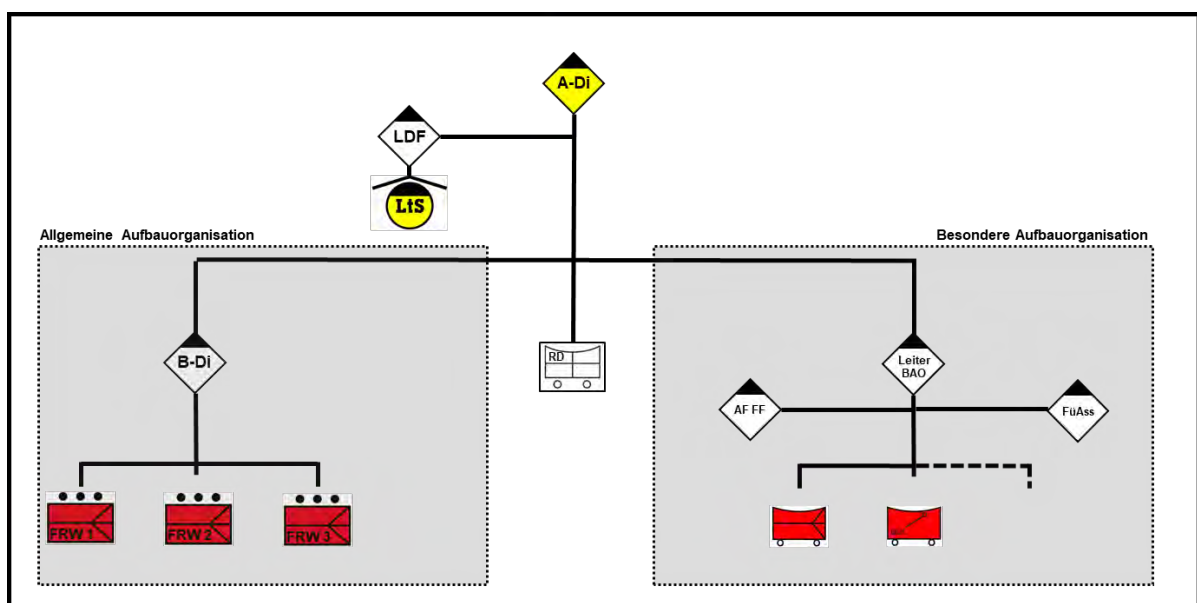 A-Di
LDF
LtS
Allgemeine Aufbauorganisation
Besondere Aufbauorganisation
B-Di
RD
Leiter
BAO
AF FF
FüAss
FRW 1
FRW 2
FRW 3